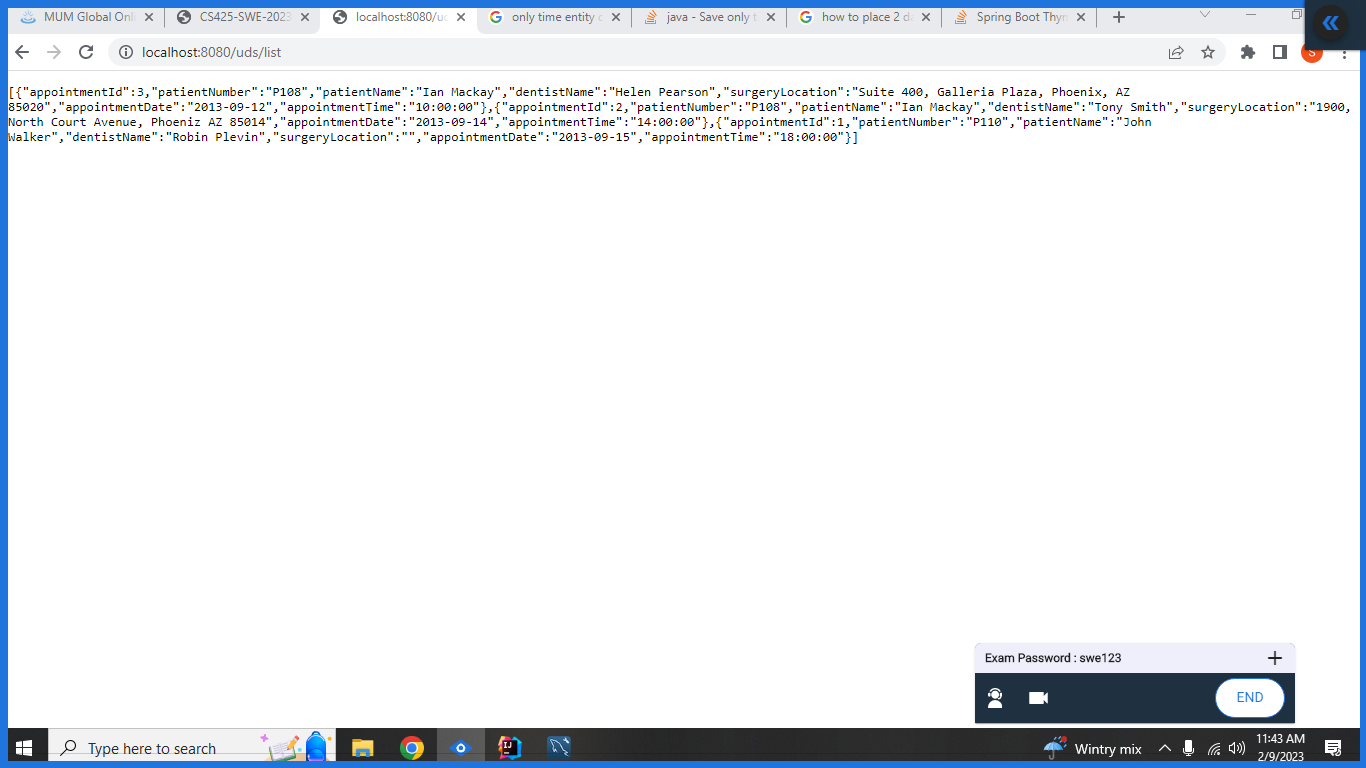 MUM Global Onl
CS425-SWE-2023
localhost:8080/ud
only time entity
java - Save only t
how to place 2 d
Spring Boot Thym
localhost:8080/uds/list
S
[{"appointmentId":3,"patientNumber":"P108","patientName":"Ian Mackay","dentistName":"Helen Pearson","surgeryLocation":"Suite 400, Galleria Plaza, Phoenix, AZ
85020","appointmentDate":"2013-09-12","appointmentTime":"10:00:00"},{"appointmentId":2,"patientNumber":"P108","patientName":"Ian Mackay","dentistName":"Tony Smith","surgeryLocation":"1900,
North Court Avenue, Phoeniz AZ 85014","appointmentDate":"2013-09-14","appointmentTime":"14:00:00"},{"appointmentId":1,"patientNumber":"P110","patientName":"John
Walker","dentistName":"Robin Plevin","surgeryLocation":"","appointmentDate":"2013-09-15","appointmentTime":"18:00:00"}]
Exam Password : swe123
END
Type here to search
Wintry mix
11:43 AM
2/9/2023